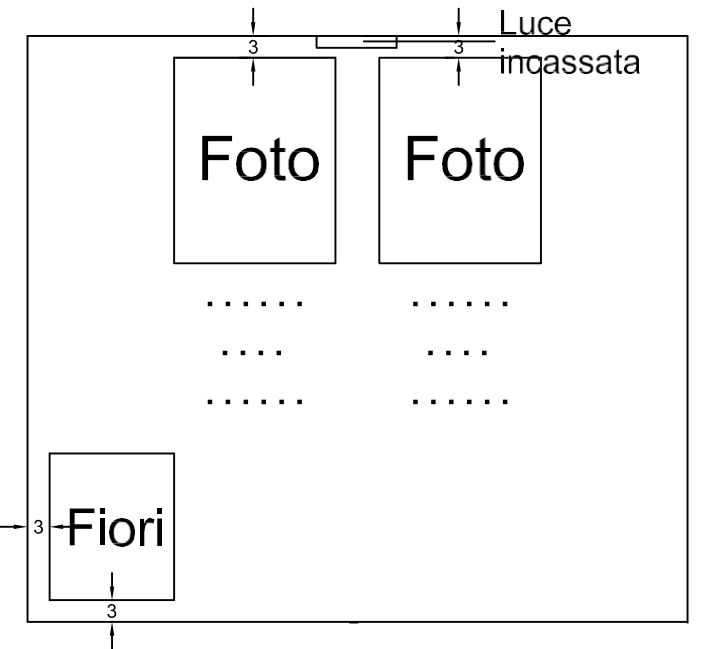 Luce
3 3
incassata
Foto Foto
. . . . . . . . . . . .
. . . . . . . .
. . . . . . . . . . . .
3 Fiori
3